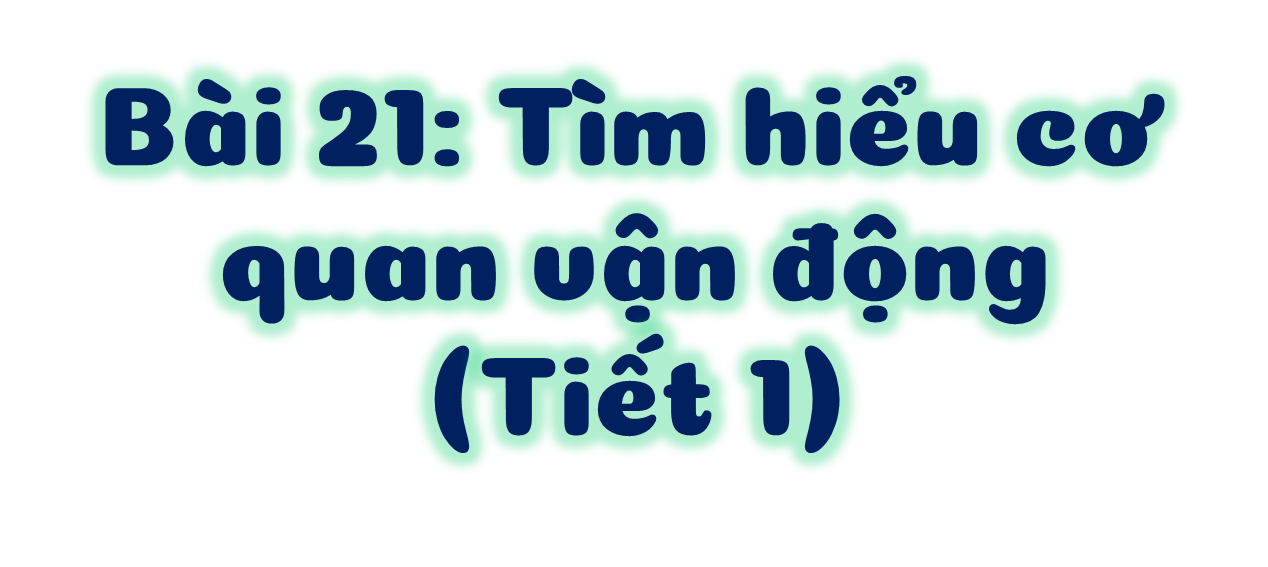 Bài 21: Tìm hiểu cơ
quan vận động
(Tiết 1)